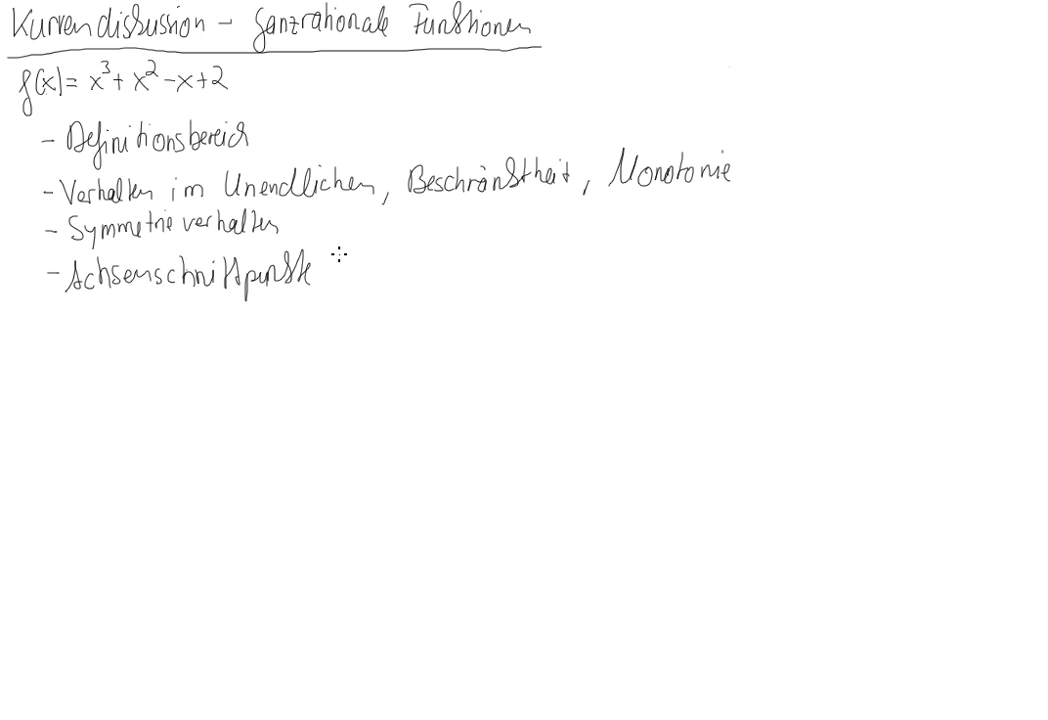 Kurvendiskussion - ganzrationale Funktionen
f(x) = x³ + x² - x + 2
- Definitionsbereich
- Verhalten im Unendlichen, Beschränktheit, Monotonie
- Symmetrieverhalten
- Achsenschnittpunkte